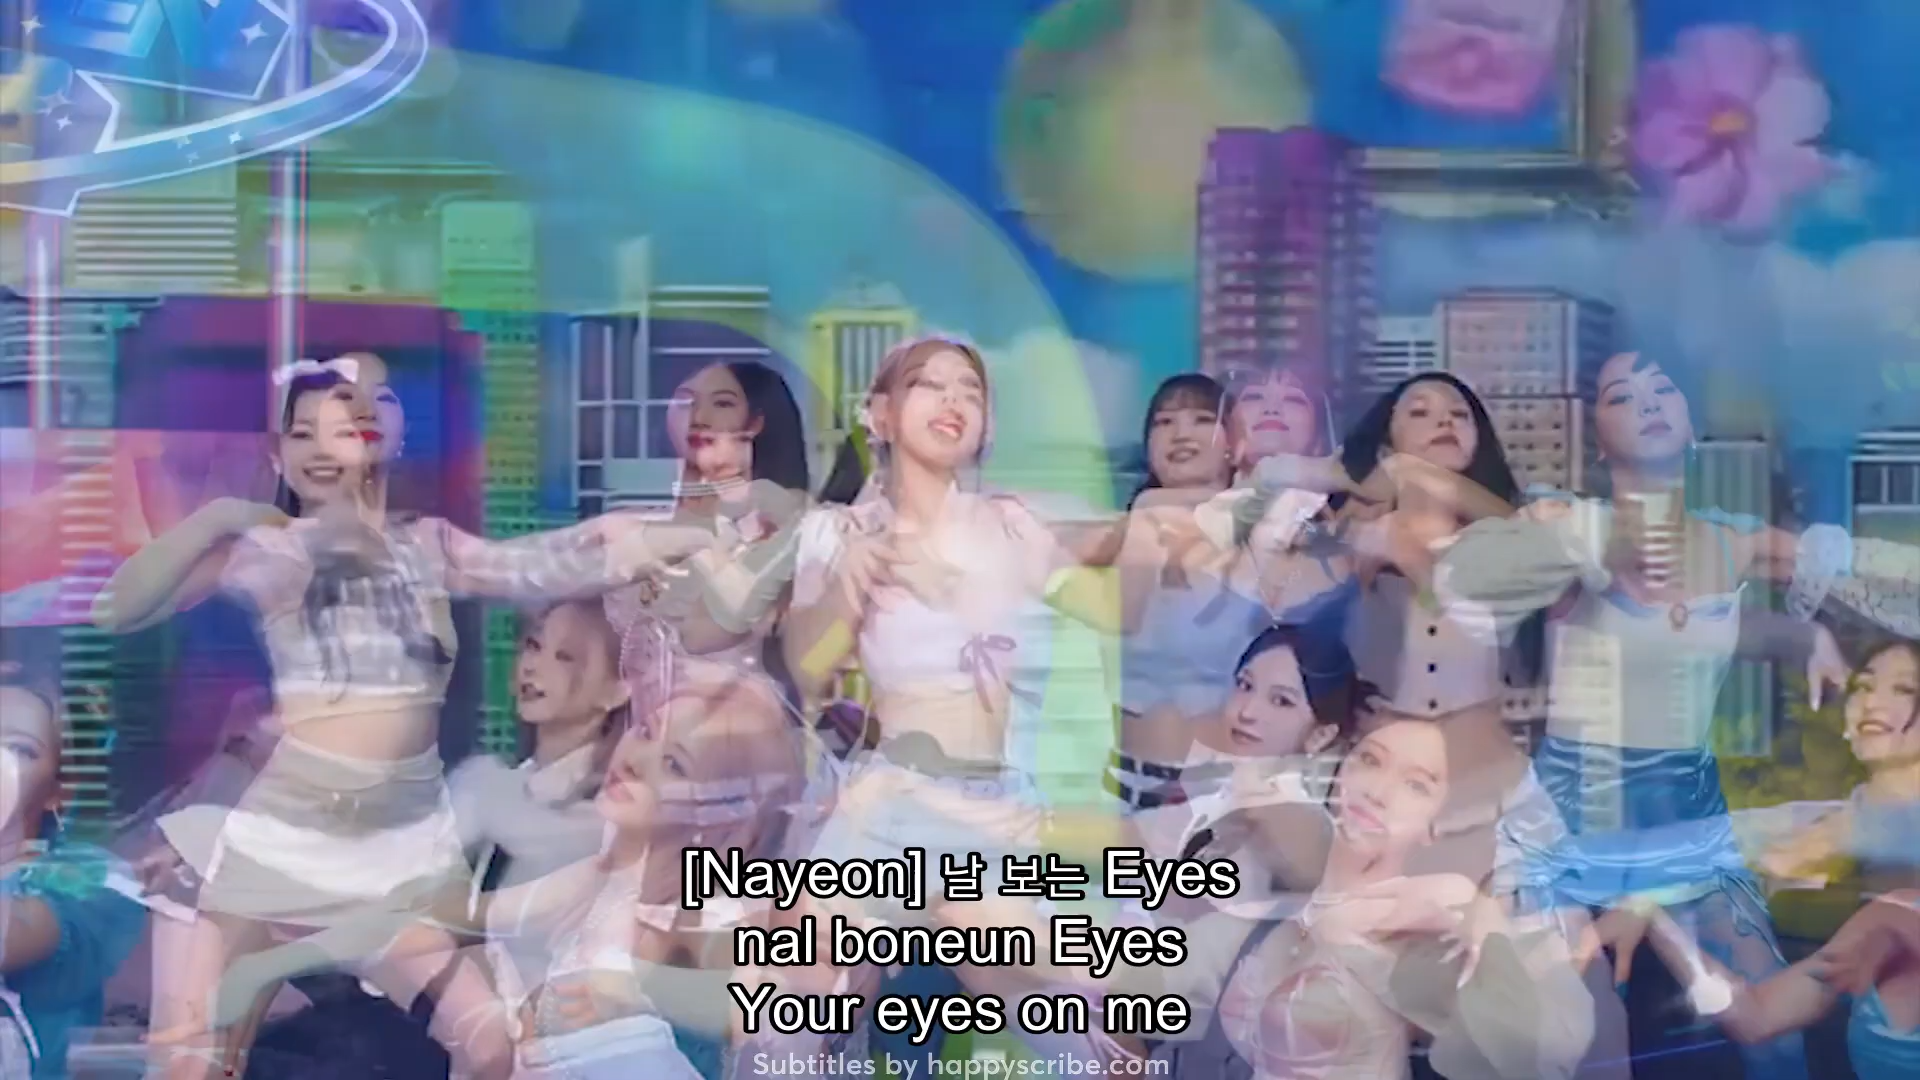 [Nayeon] 날 보는 Eyes
nal boneun Eyes
Your eyes on me
Subtitles by happyscribe.com